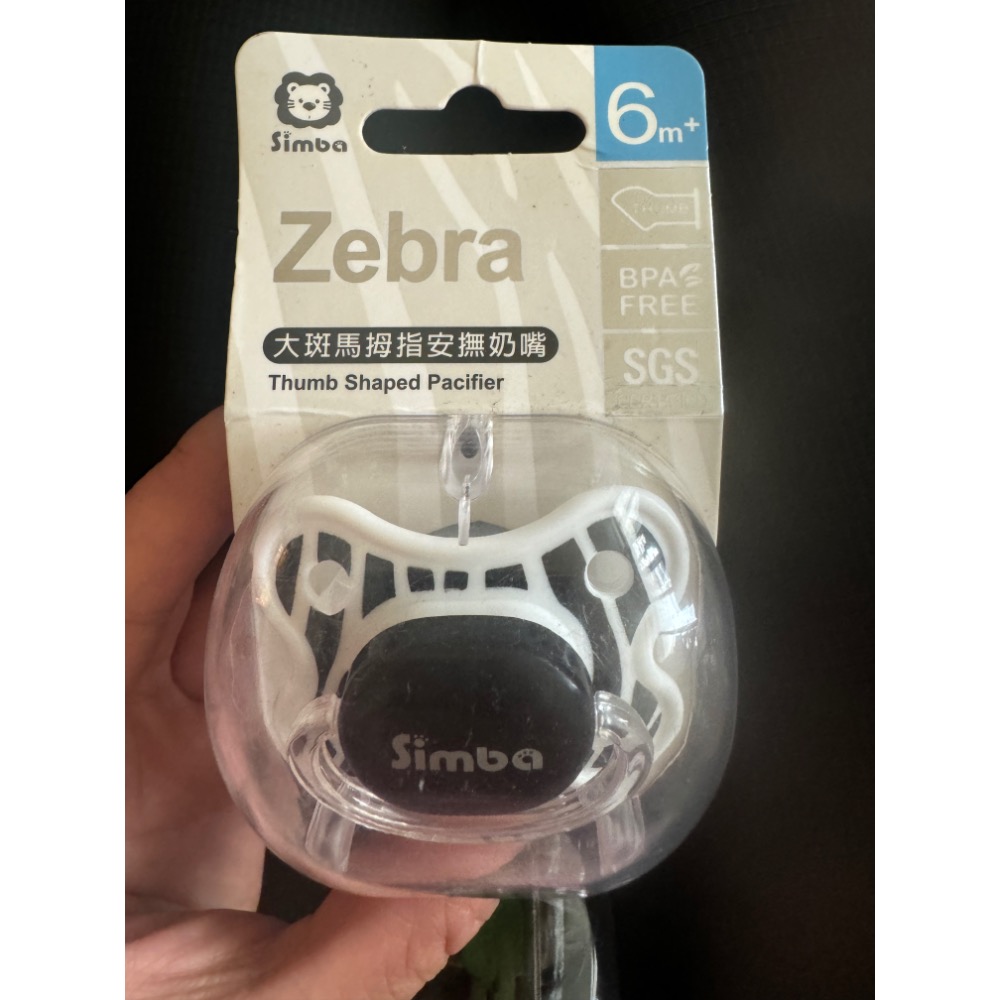 Simba
6m+
THUMB
Zebra
BPA
FREE
大斑馬拇指安撫奶嘴
SGS
Thumb Shaped Pacifier
Simba